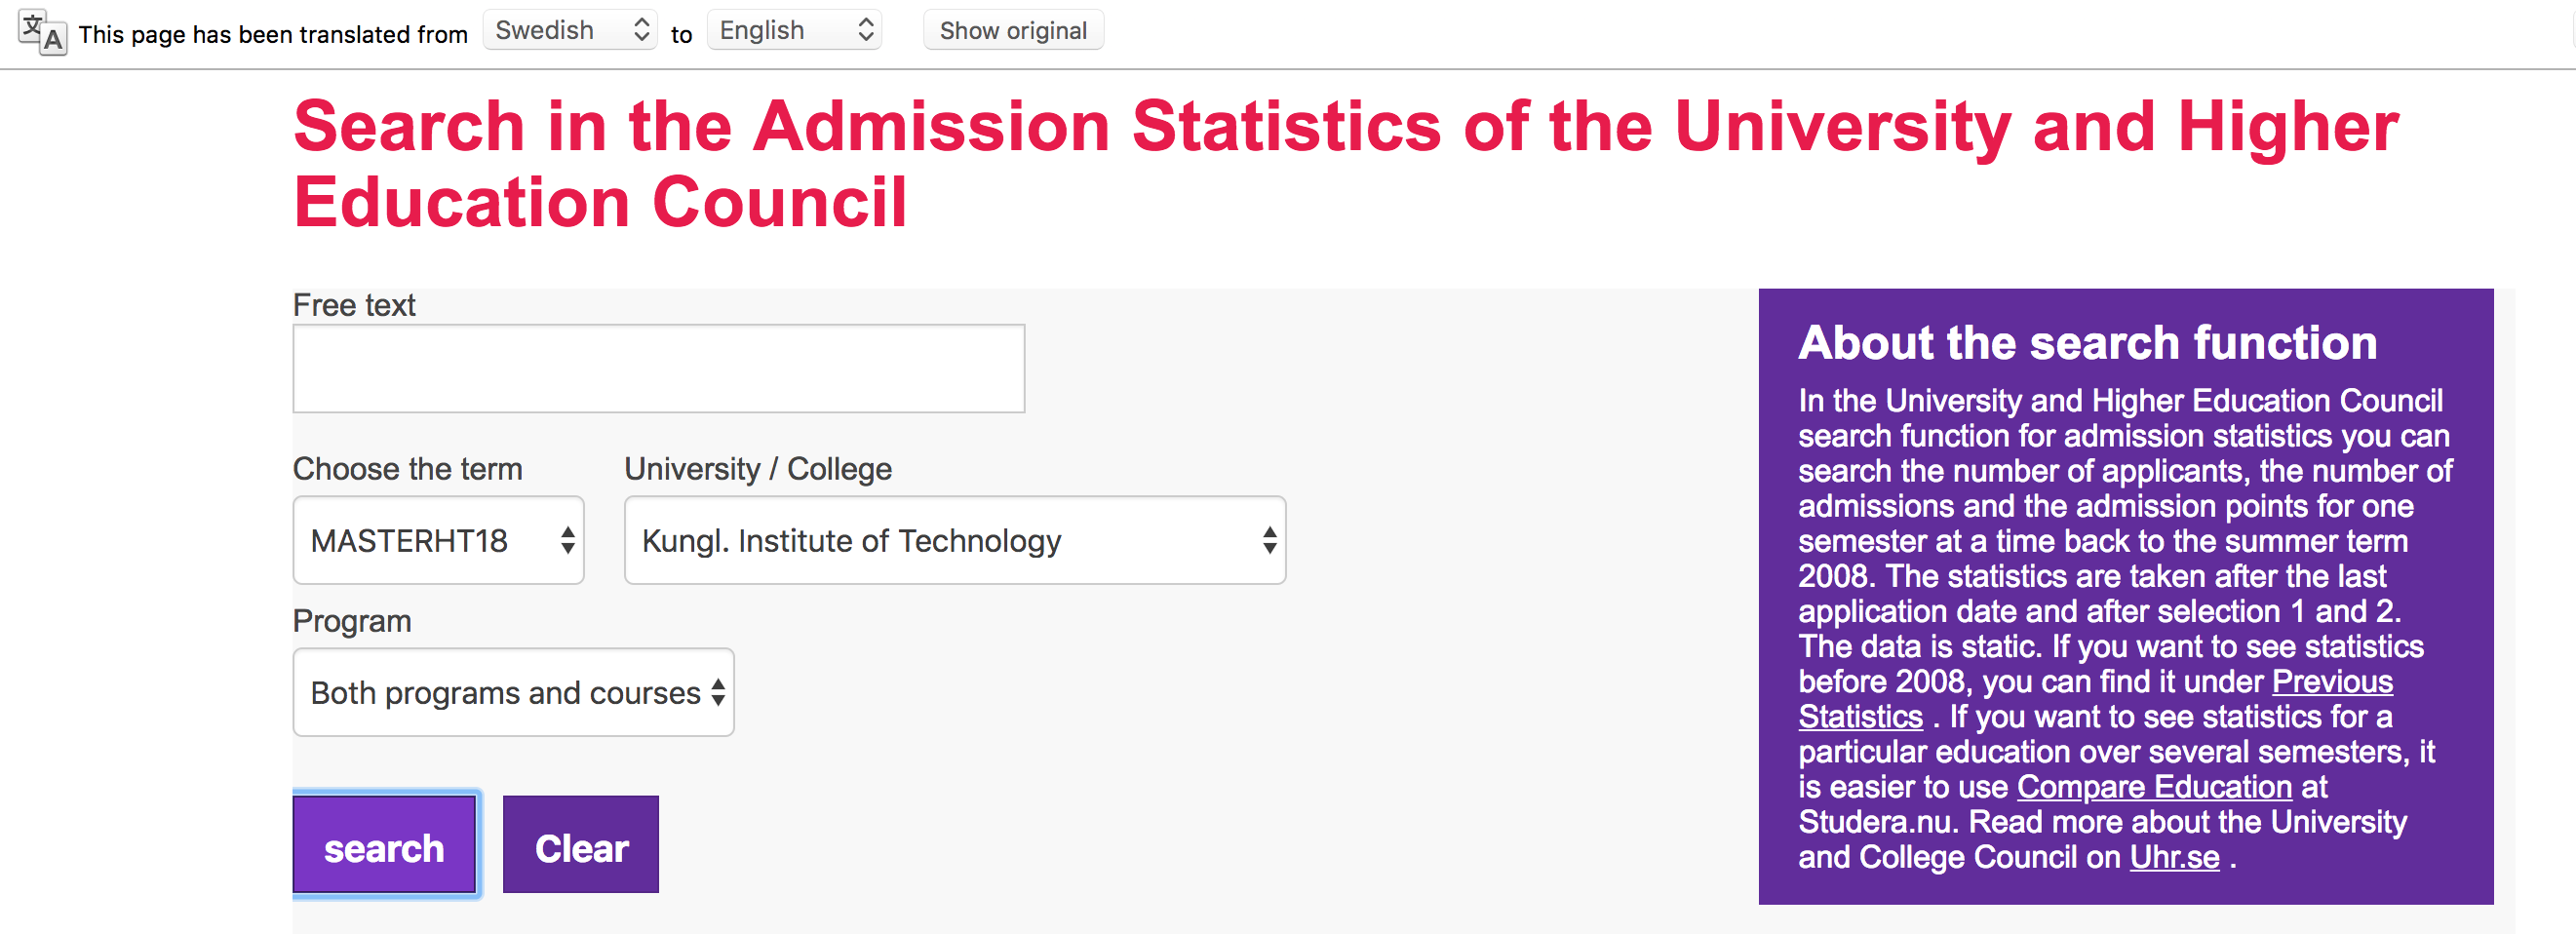 文A This page has been translated from Swedish to English Show original
Search in the Admission Statistics of the University and Higher
Education Council
Free text
Choose the term University / College
MASTERHT18 Kungl. Institute of Technology
Program
Both programs and courses
search Clear
About the search function
In the University and Higher Education Council
search function for admission statistics you can
search the number of applicants, the number of
admissions and the admission points for one
semester at a time back to the summer term
2008. The statistics are taken after the last
application date and after selection 1 and 2.
The data is static. If you want to see statistics
before 2008, you can find it under Previous
Statistics . If you want to see statistics for a
particular education over several semesters, it
is easier to use Compare Education at
Studera.nu. Read more about the University
and College Council on Uhr.se .